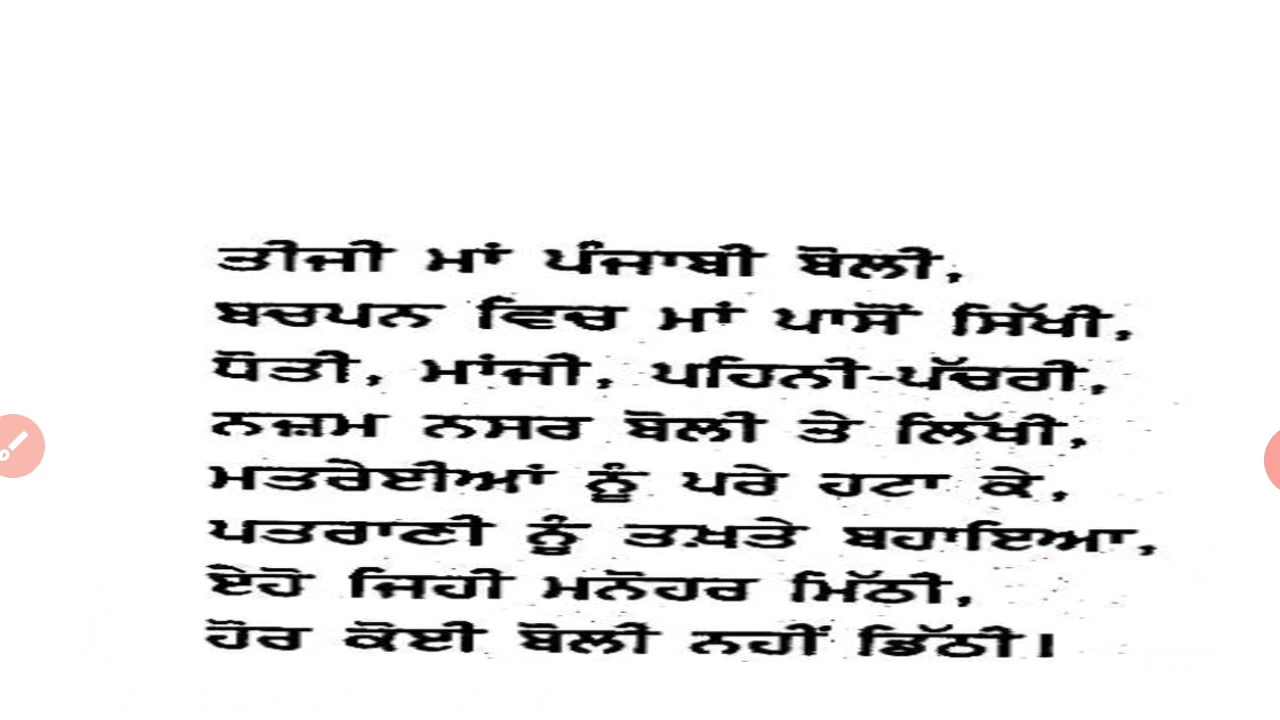 ਤੀਜੀ ਮਾਂ ਪੰਜਾਬੀ ਬੋਲੀ,
ਬਚਪਨ ਵਿਚ ਮਾਂ ਪਾਸੋਂ ਸਿੱਖੀ,
ਧੋਤੀ, ਮਾਂਜੀ, ਪਹਿਨੀ-ਪੱਚਰੀ,
ਨਜ਼ਮ ਨਸਰ ਬੋਲੀ ਤੇ ਲਿੱਖੀ,
ਮਤਰੇਈਆਂ ਨੂੰ ਪਰੇ ਹਟਾ ਕੇ,
ਪਤਰਾਣੀ ਨੂੰ ਤਖ਼ਤੇ ਬਹਾਇਆ,
ਏਹੋ ਜਿਹੀ ਮਨੋਹਰ ਮਿੱਠੀ,
ਹੋਰ ਕੋਈ ਬੋਲੀ ਨਹੀਂ ਡਿੱਠੀ।